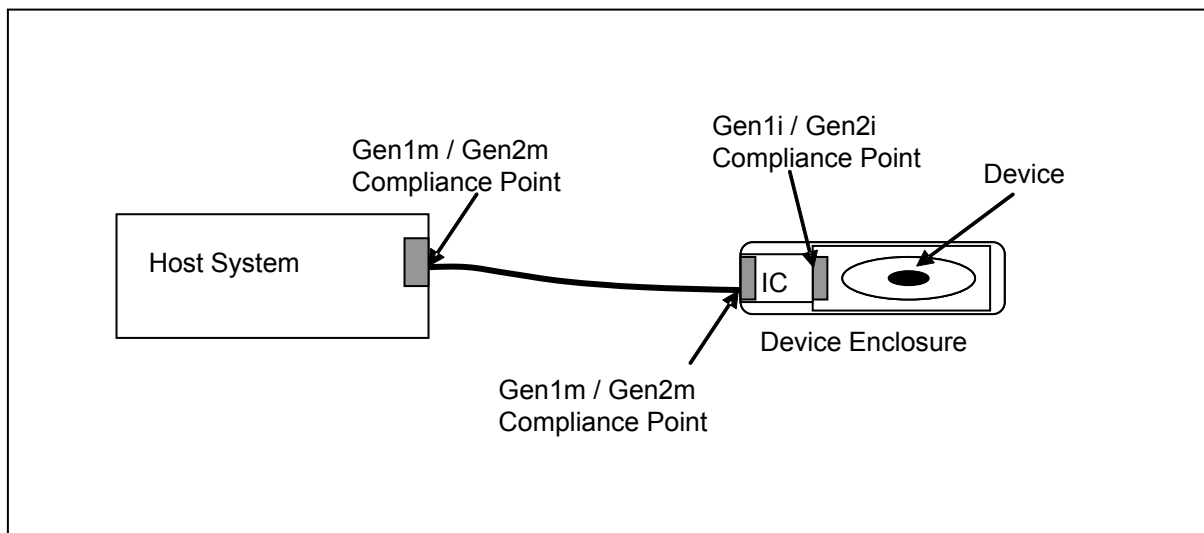 Gen1m / Gen2m
Compliance Point
Gen1i / Gen2i
Compliance Point
Device
Host System
IC
Device Enclosure
Gen1m / Gen2m
Compliance Point